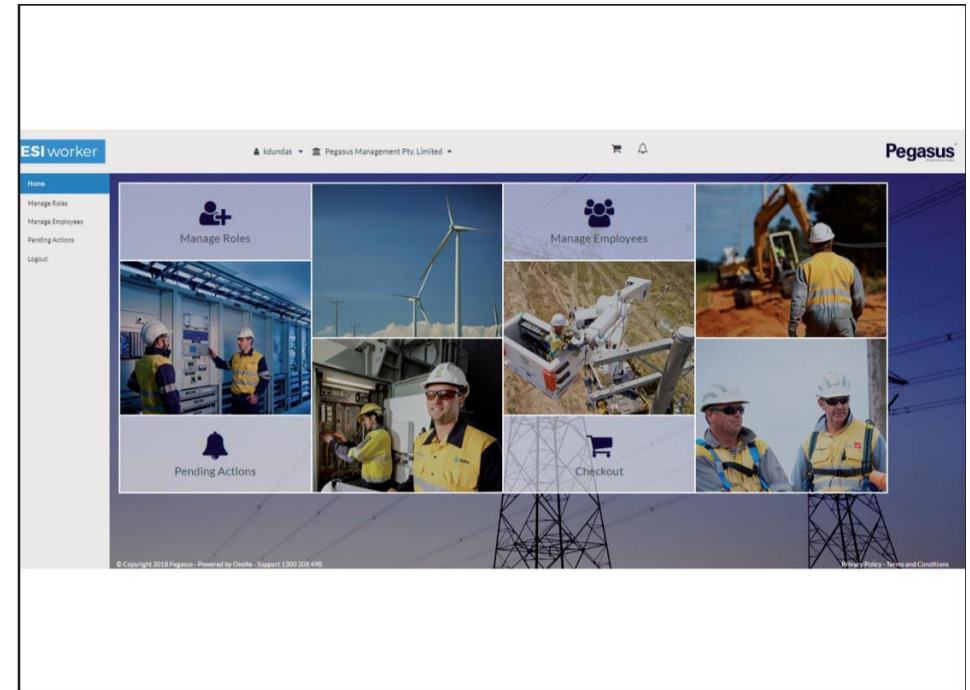 ESI worker
kdundas
Pegasus Management Pty. Limited
Pegasus
Home
Manage Roles
Manage Employees
Pending Actions
Logout
Manage Roles
Manage Employees
Pending Actions
Checkout
© Copyright 2018 Pegasus - Powered by Onsite - Support 1300 208 498
Privacy Policy - Terms and Conditions